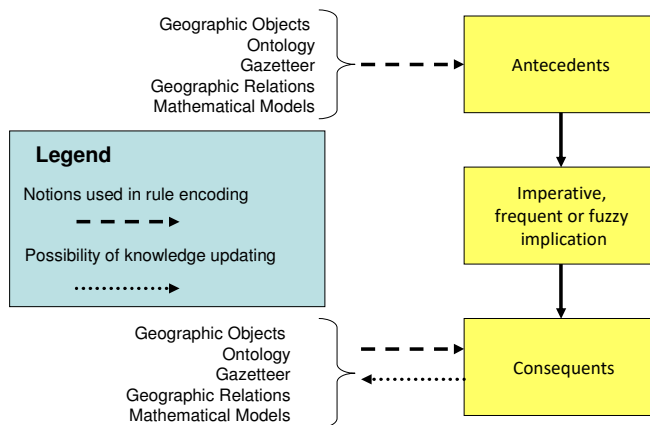 Geographic Objects
Ontology
Gazetteer
Geographic Relations
Mathematical Models
Antecedents
Legend
Notions used in rule encoding
Possibility of knowledge updating
Imperative,
frequent or fuzzy
implication
Geographic Objects
Ontology
Gazetteer
Geographic Relations
Mathematical Models
Consequents